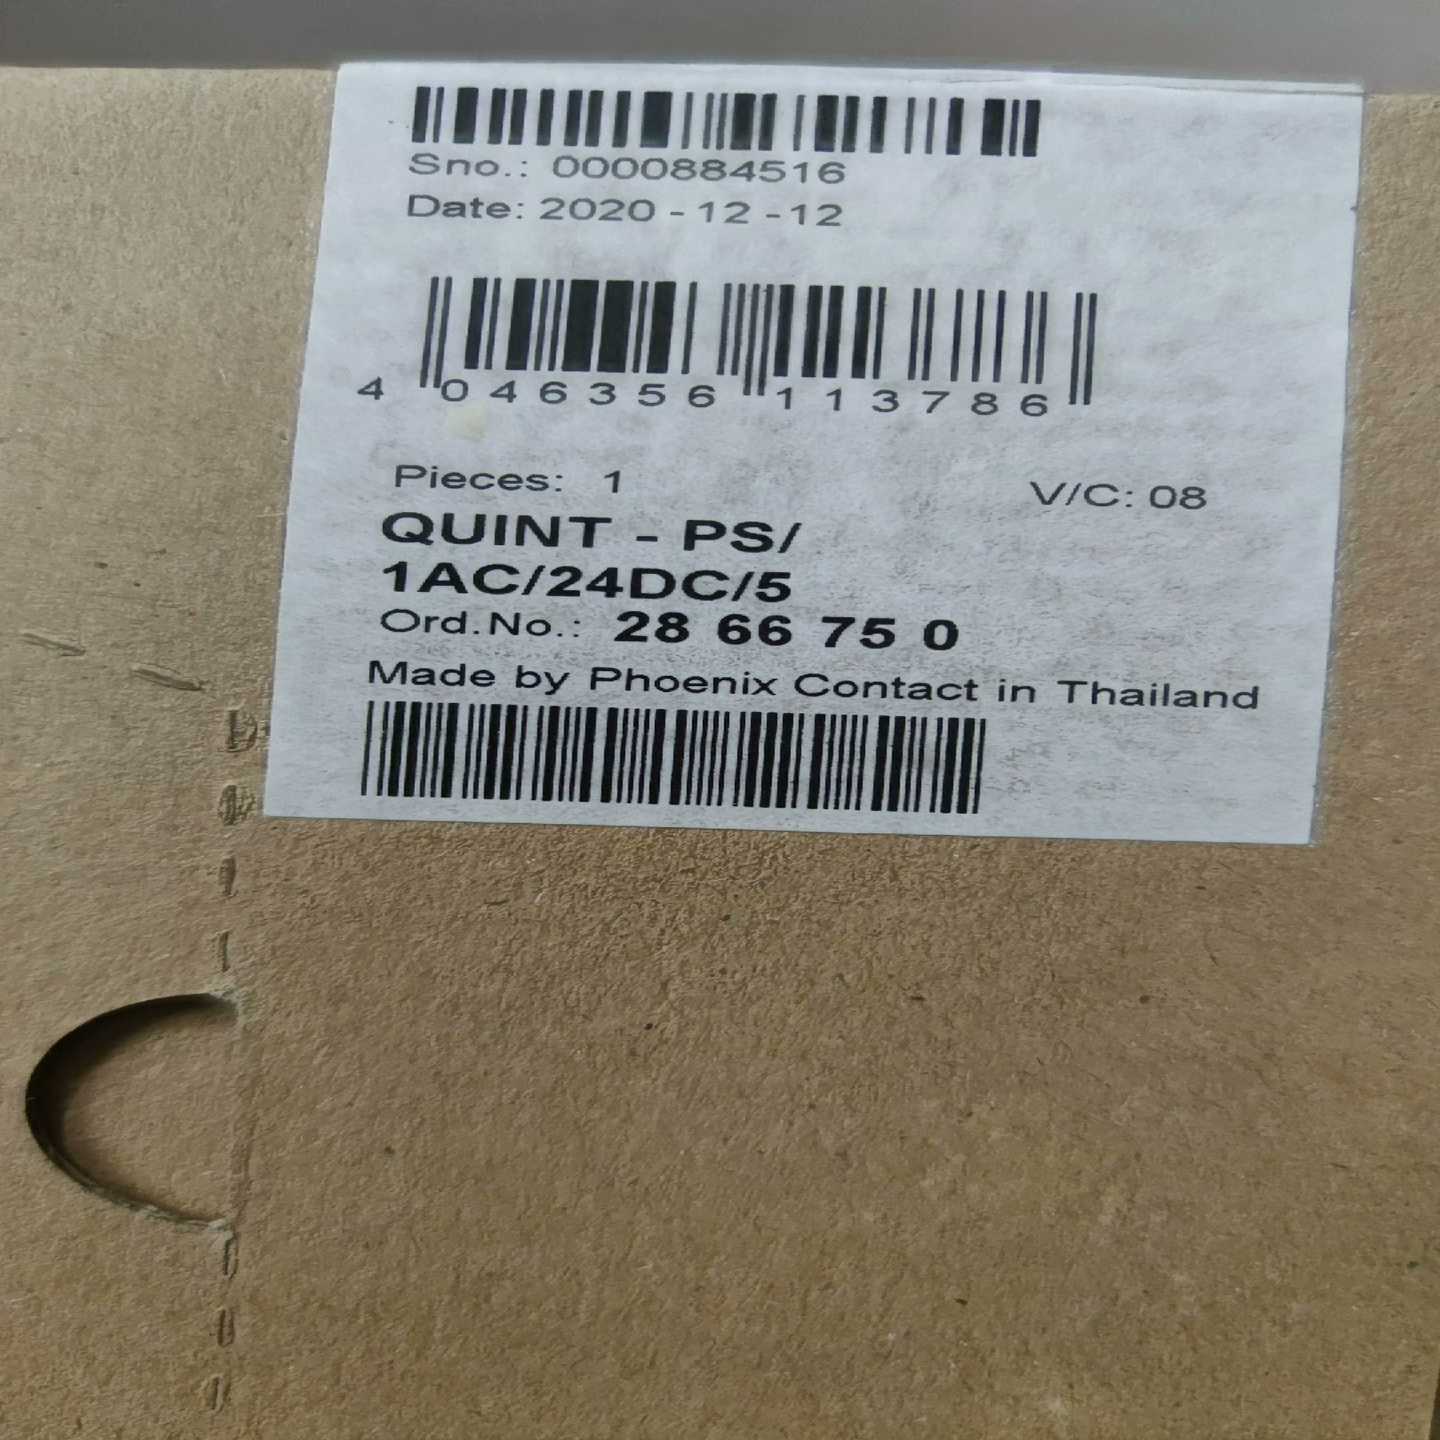 Sno.: 0000884516
Date: 2020-12-12
4 046356 113786
Pieces: 1 V/C: 08
QUINT - PS/
1AC/24DC/5
Ord.No.: 28 66 75 0
Made by Phoenix Contact in Thailand